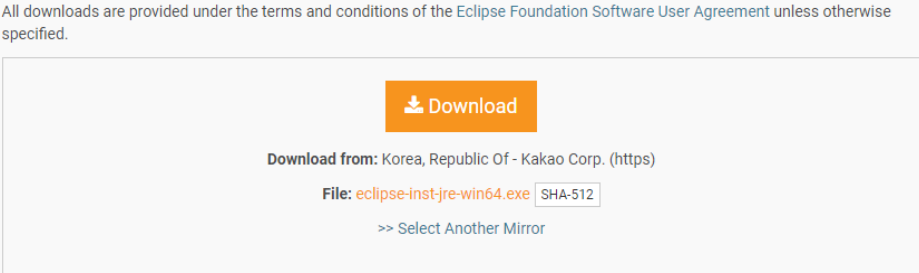 All downloads are provided under the terms and conditions of the Eclipse Foundation Software User Agreement unless otherwise
specified.
Download
Download from: Korea, Republic Of - Kakao Corp. (https)
File: eclipse-inst-jre-win64.exe SHA-512
>> Select Another Mirror